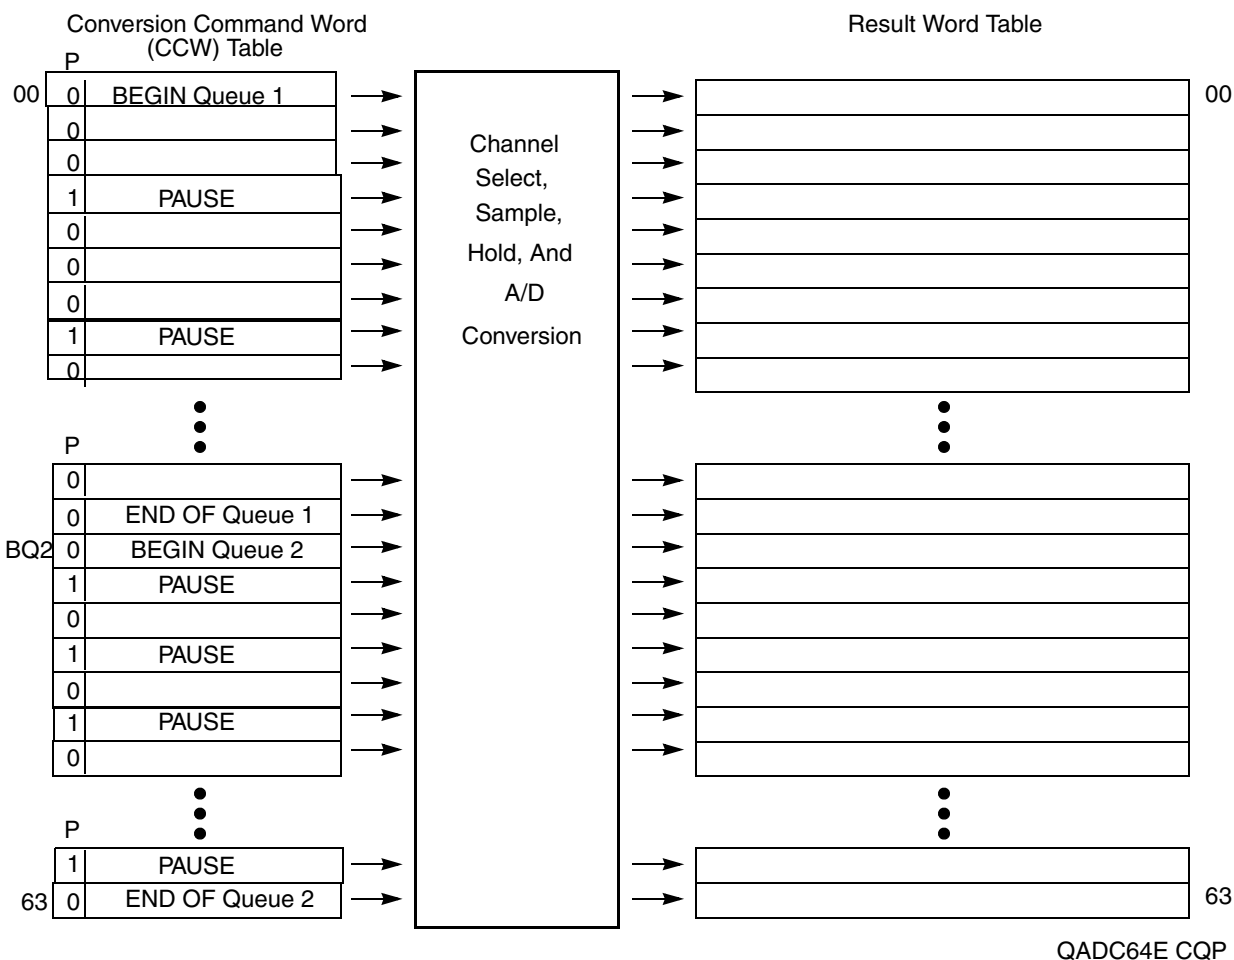 Conversion Command Word
(CCW) Table
Result Word Table
P
00 0 BEGIN Queue 1 00
0
0
1 PAUSE
0
0
0
1 PAUSE
0
Channel
Select,
Sample,
Hold, And
A/D
Conversion
P
0
0 END OF Queue 1
BQ2 0 BEGIN Queue 2
1 PAUSE
0
1 PAUSE
0
1 PAUSE
0
P
1 PAUSE
63 0 END OF Queue 2 63
QADC64E CQP